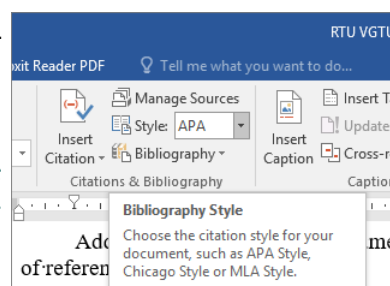 RTU VGTU
oxit Reader PDF Tell me what you want to do...
Manage Sources
Style: APA
Bibliography
Insert
Citation
Citations & Bibliography
Insert
Caption
Insert T
Update
Cross-r
Captio
Bibliography Style
Choose the citation style for your
document, such as APA Style,
Chicago Style or MLA Style.
Add
of referen